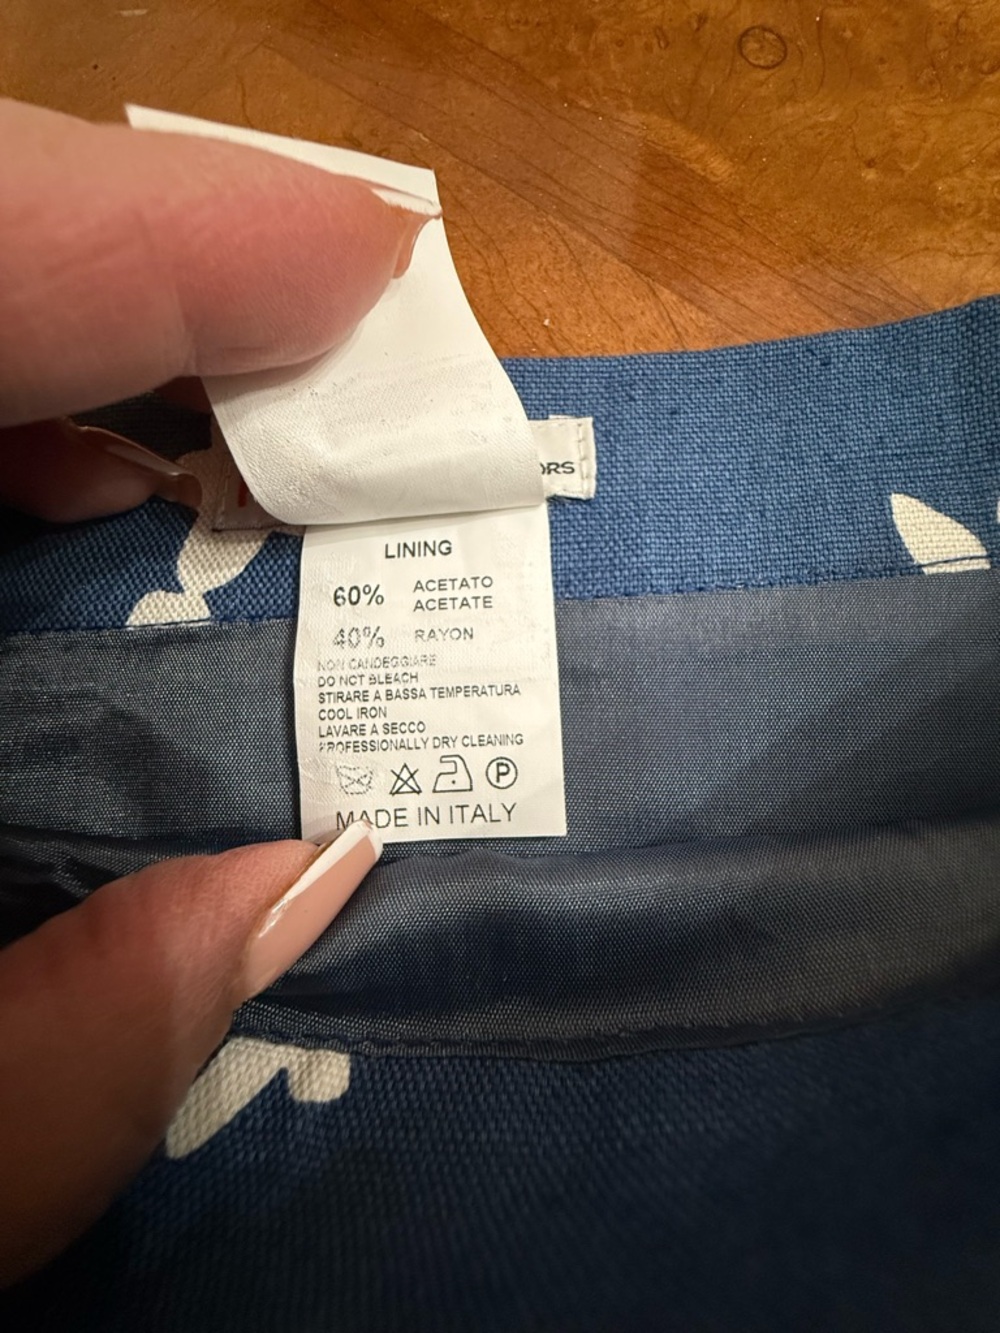 ORS
LINING
60% ACETATO
ACETATE
40% RAYON
NON CANDEGGIARE
DO NOT BLEACH
STIRARE A BASSA TEMPERATURA
COOL IRON
LAVARE A SECCO
PROFESSIONALLY DRY CLEANING
P
MADE IN ITALY